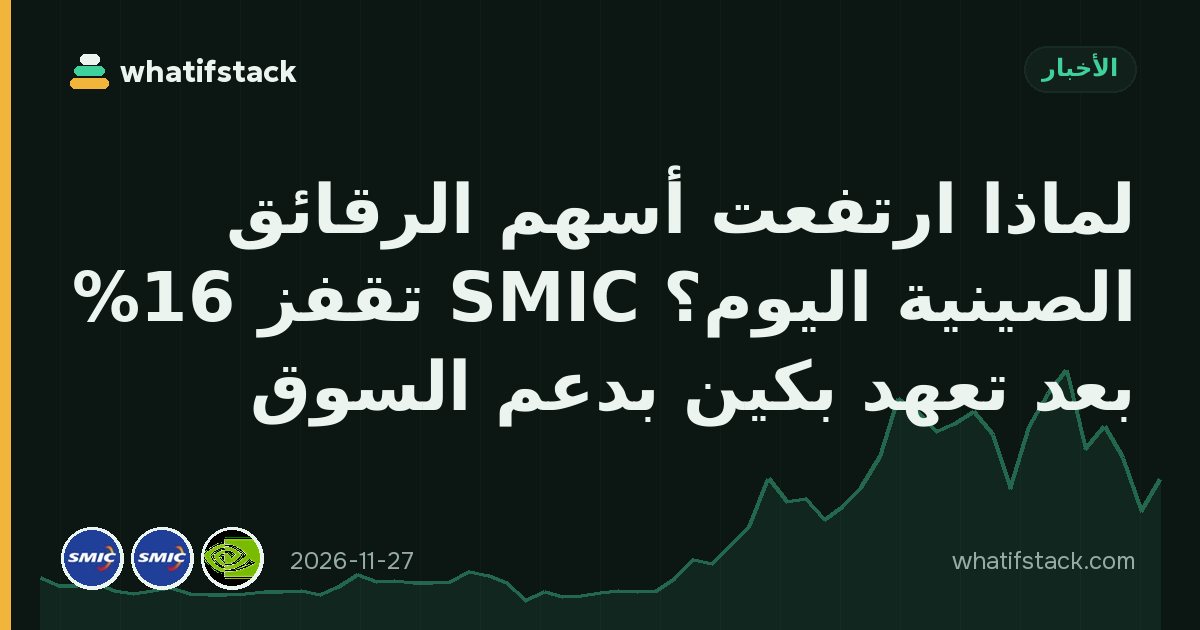 whatifstack
الأخبار
لماذا ارتفعت أسهم الرقائق
الصينية اليوم؟ SMIC تقفز 16%
بعد تعهد بكين بدعم السوق
SMIC
SMIC
2026-11-27
whatifstack.com